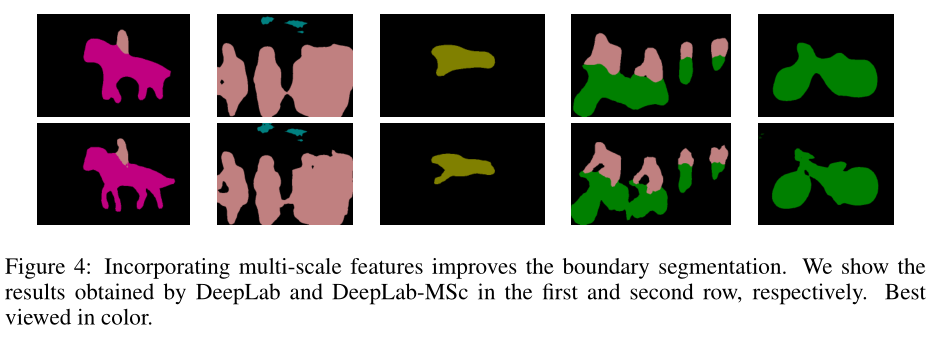 Figure 4: Incorporating multi-scale features improves the boundary segmentation. We show the
results obtained by DeepLab and DeepLab-MSc in the first and second row, respectively. Best
viewed in color.